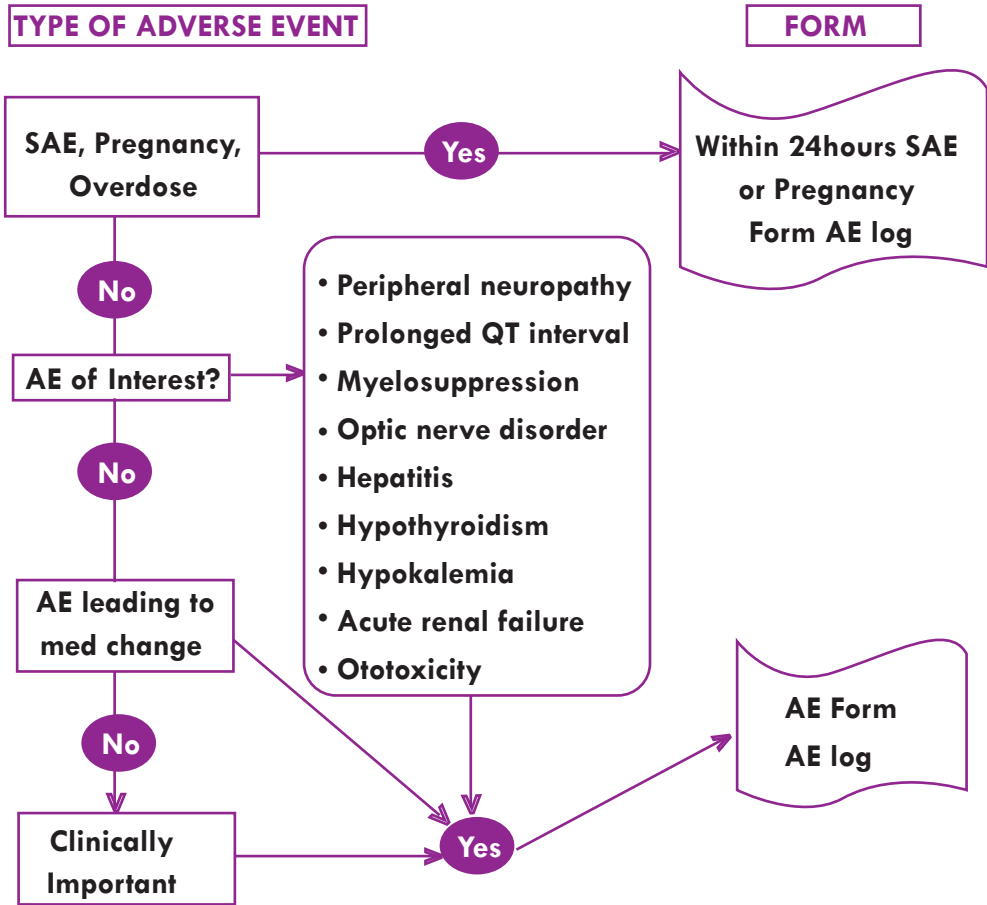 TYPE OF ADVERSE EVENT
FORM
SAE, Pregnancy,
Overdose
Yes
Within 24hours SAE
or Pregnancy
Form AE log
No
AE of Interest?
• Peripheral neuropathy
• Prolonged QT interval
• Myelosuppression
• Optic nerve disorder
• Hepatitis
• Hypothyroidism
• Hypokalemia
• Acute renal failure
• Ototoxicity
No
AE leading to
med change
No
Clinically
Important
Yes
AE Form
AE log